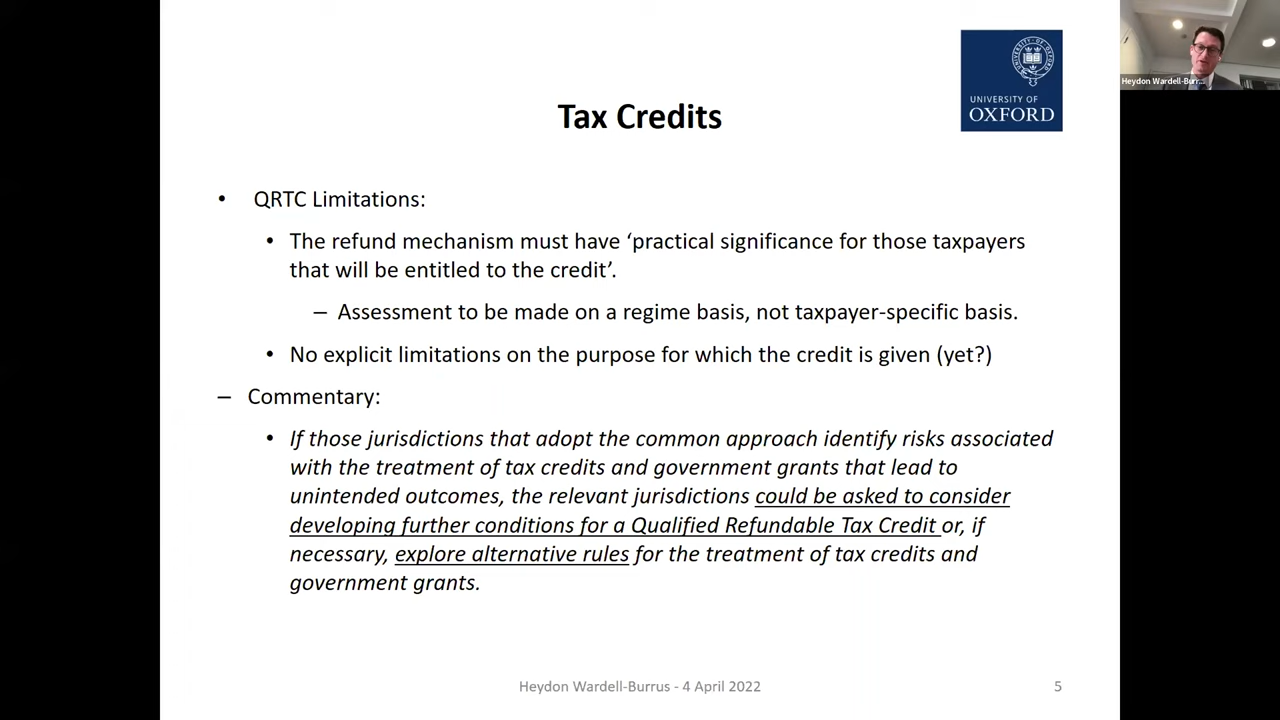 Heydon Wardell-Burr...
UNIVERSITY OF
OXFORD
Tax Credits
• QRTC Limitations:
• The refund mechanism must have ‘practical significance for those taxpayers
that will be entitled to the credit’.
– Assessment to be made on a regime basis, not taxpayer-specific basis.
• No explicit limitations on the purpose for which the credit is given (yet?)
– Commentary:
• If those jurisdictions that adopt the common approach identify risks associated
with the treatment of tax credits and government grants that lead to
unintended outcomes, the relevant jurisdictions could be asked to consider
developing further conditions for a Qualified Refundable Tax Credit or, if
necessary, explore alternative rules for the treatment of tax credits and
government grants.
Heydon Wardell-Burrus - 4 April 2022
5